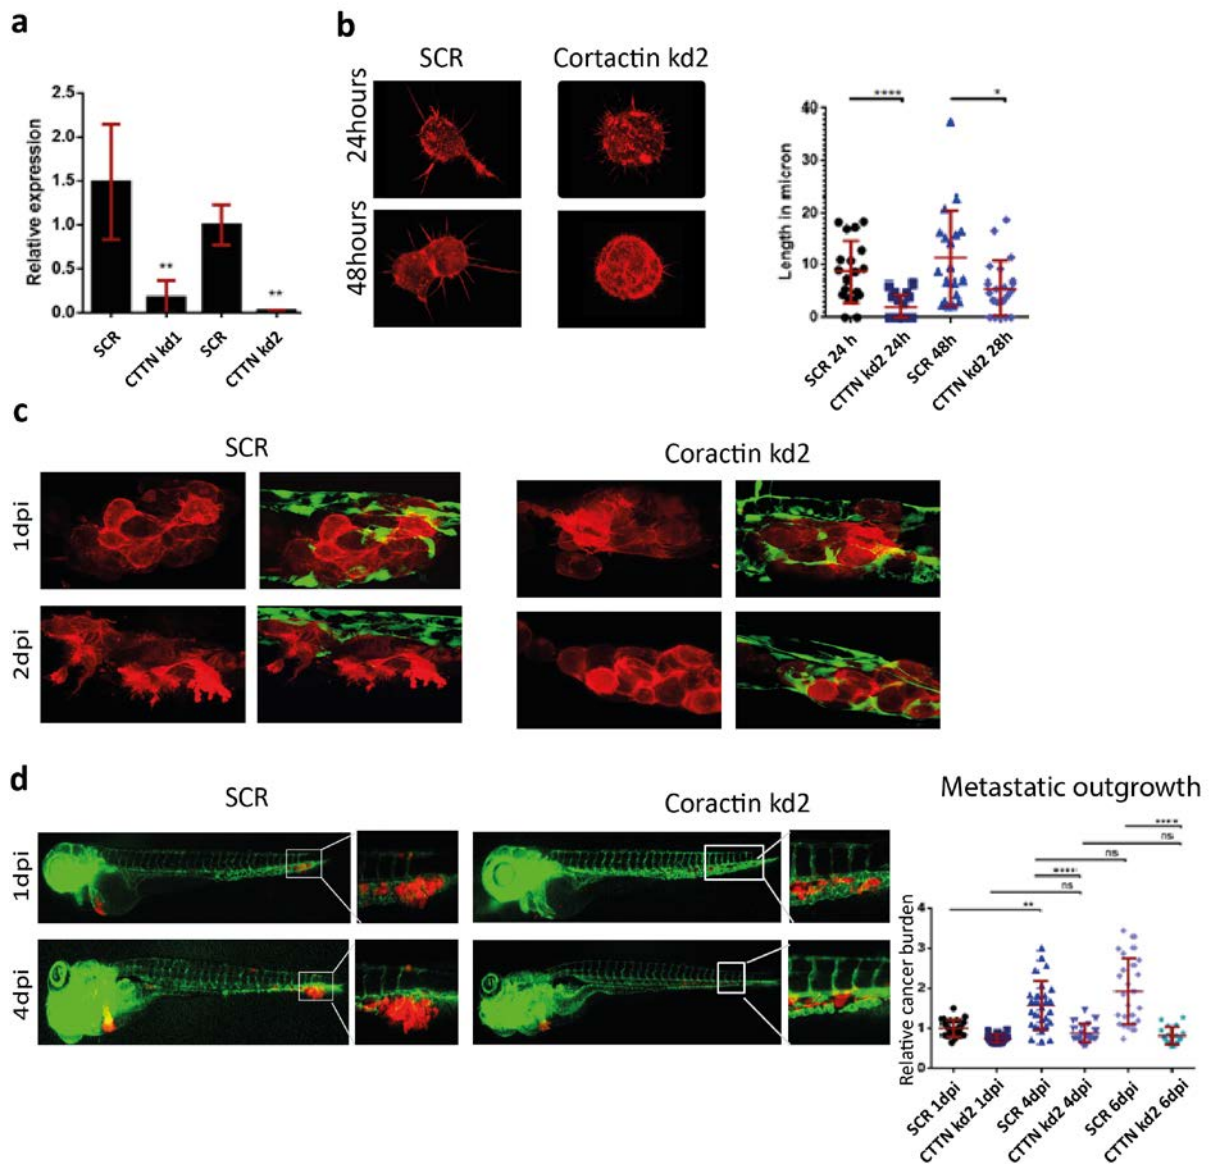 a
2.5
2.0
1.5
1.0
0.5
0.0
Relative expression
**
**
SCR
CTTN kd1
SCR
CTTN kd2
b
SCR
Cortactin kd2
24hours
48hours
****
*
40
30
20
10
0
Length in micron
SCR 24 h
CTTN kd2 24h
SCR 48h
CTTN kd2 28h
c
SCR
Coractin kd2
1dpi
2dpi
d
SCR
Coractin kd2
1dpi
4dpi
Metastatic outgrowth
****
ns
ns
****
ns
**
4
3
2
1
0
Relative cancer burden
SCR 1dpi
CTTN kd2 1dpi
SCR 4dpi
CTTN kd2 4dpi
SCR 6dpi
CTTN kd2 6dpi